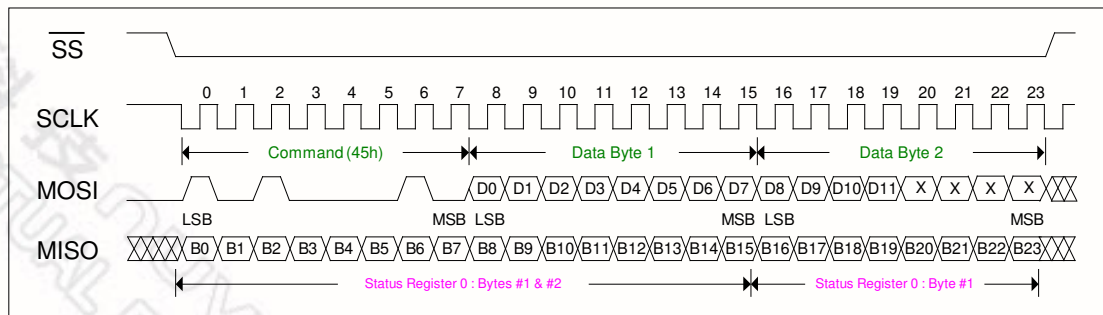 SS
0 1 2 3 4 5 6 7 8 9 10 11 12 13 14 15 16 17 18 19 20 21 22 23
SCLK
Command (45h) Data Byte 1 Data Byte 2
MOSI D0 D1 D2 D3 D4 D5 D6 D7 D8 D9 D10 D11 X X X X
LSB MSB LSB MSB LSB MSB
MISO B0 B1 B2 B3 B4 B5 B6 B7 B8 B9 B10 B11 B12 B13 B14 B15 B16 B17 B18 B19 B20 B21 B22 B23
Status Register 0 : Bytes #1 & #2 Status Register 0 : Byte #1